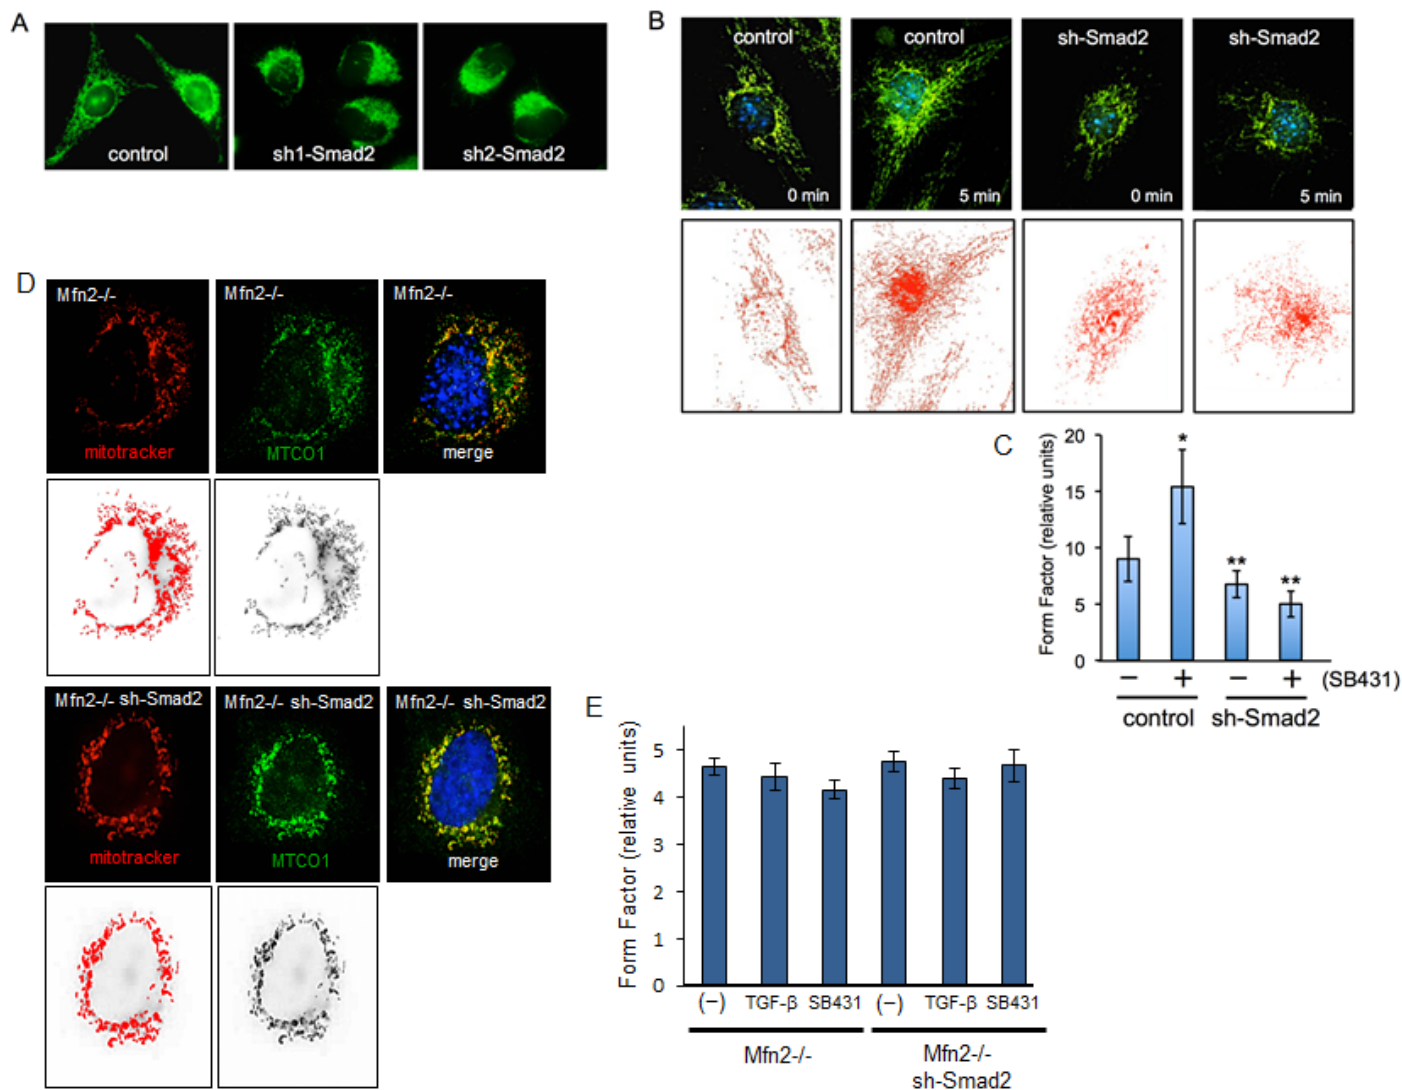 A
control
sh1-Smad2
sh2-Smad2
B
control
control
sh-Smad2
sh-Smad2
0 min
5 min
0 min
5 min
C
Form Factor (relative units)
20
15
10
5
0
*
**
**
−
+
−
+
(SB431)
control
sh-Smad2
D
Mfn2-/-
Mfn2-/-
Mfn2-/-
mitotracker
MTCO1
merge
Mfn2-/- sh-Smad2
Mfn2-/- sh-Smad2
Mfn2-/- sh-Smad2
mitotracker
MTCO1
merge
E
Form Factor (relative units)
5
4
3
2
1
0
(−)
TGF-β
SB431
(−)
TGF-β
SB431
Mfn2-/-
Mfn2-/-
sh-Smad2